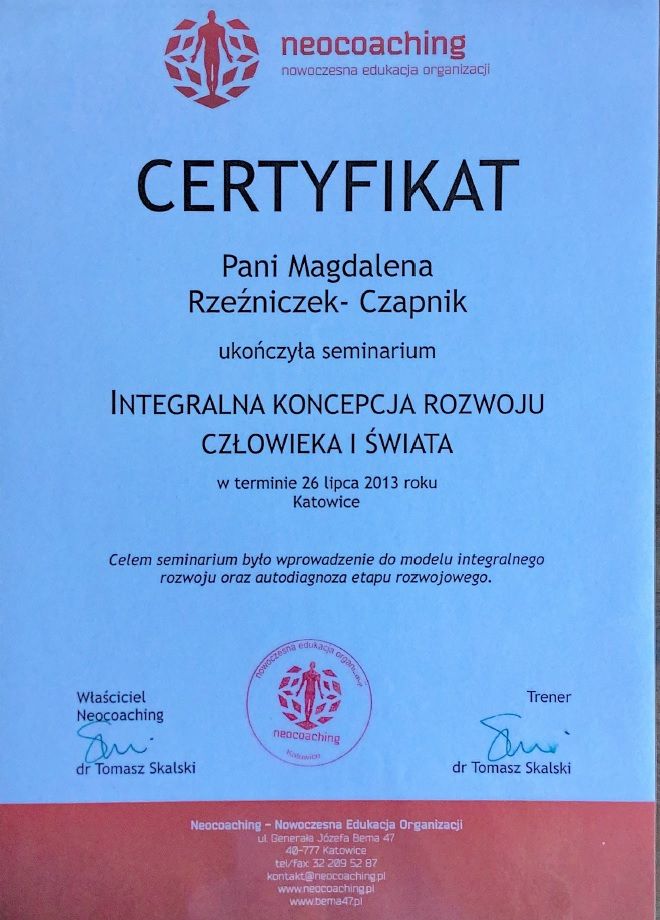 neocoaching
nowoczesna edukacja organizacji
CERTYFIKAT
Pani Magdalena
Rzeźniczek- Czapnik
ukończyła seminarium
INTEGRALNA KONCEPCJA ROZWOJU
CZŁOWIEKA I ŚWIATA
w terminie 26 lipca 2013 roku
Katowice
Celem seminarium było wprowadzenie do modelu integralnego
rozwoju oraz autodiagnoza etapu rozwojowego.
Właściciel
Neocoaching
dr Tomasz Skalski
nowoczesna edukacja organizacji
neocoaching
Katowice
Trener
dr Tomasz Skalski
Neocoaching – Nowoczesna Edukacja Organizacji
ul. Generała Józefa Bema 47
40-777 Katowice
tel/fax: 32 209 52 87
kontakt@neocoaching.pl
www.neocoaching.pl
www.bema47.pl